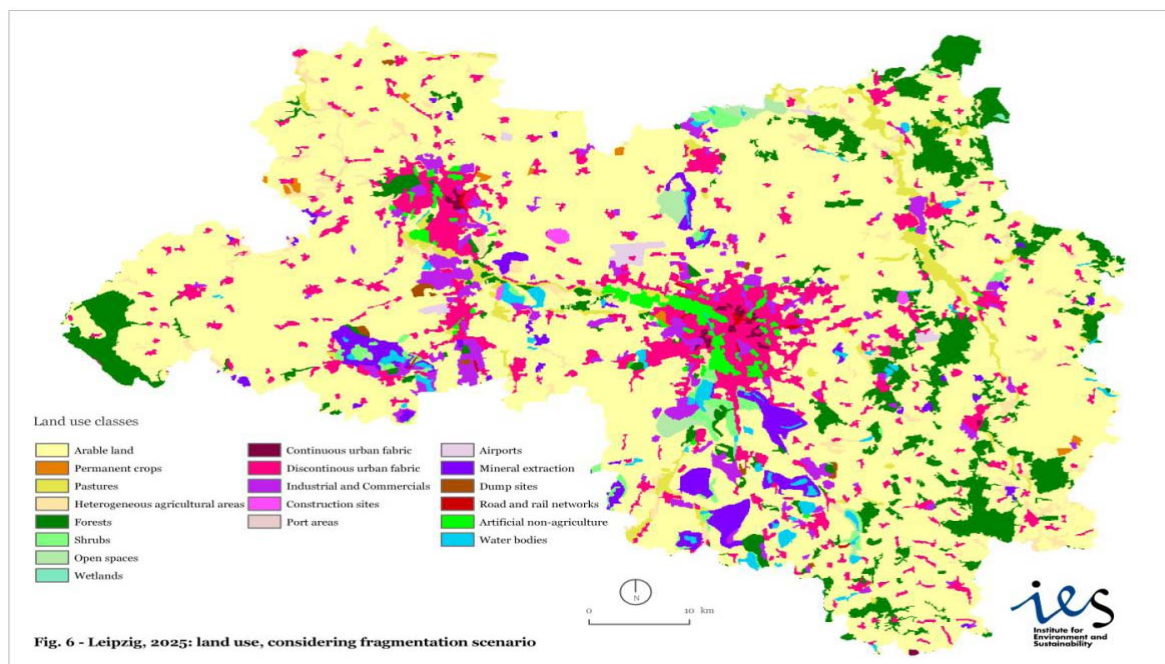 Land use classes
Arable land
Permanent crops
Pastures
Heterogeneous agricultural areas
Forests
Shrubs
Open spaces
Wetlands
Continuous urban fabric
Discontinous urban fabric
Industrial and Commercials
Construction sites
Port areas
Airports
Mineral extraction
Dump sites
Road and rail networks
Artificial non-agriculture
Water bodies
N
0 10 km
ies
Institute for
Environment and
Sustainability
Fig. 6 - Leipzig, 2025: land use, considering fragmentation scenario